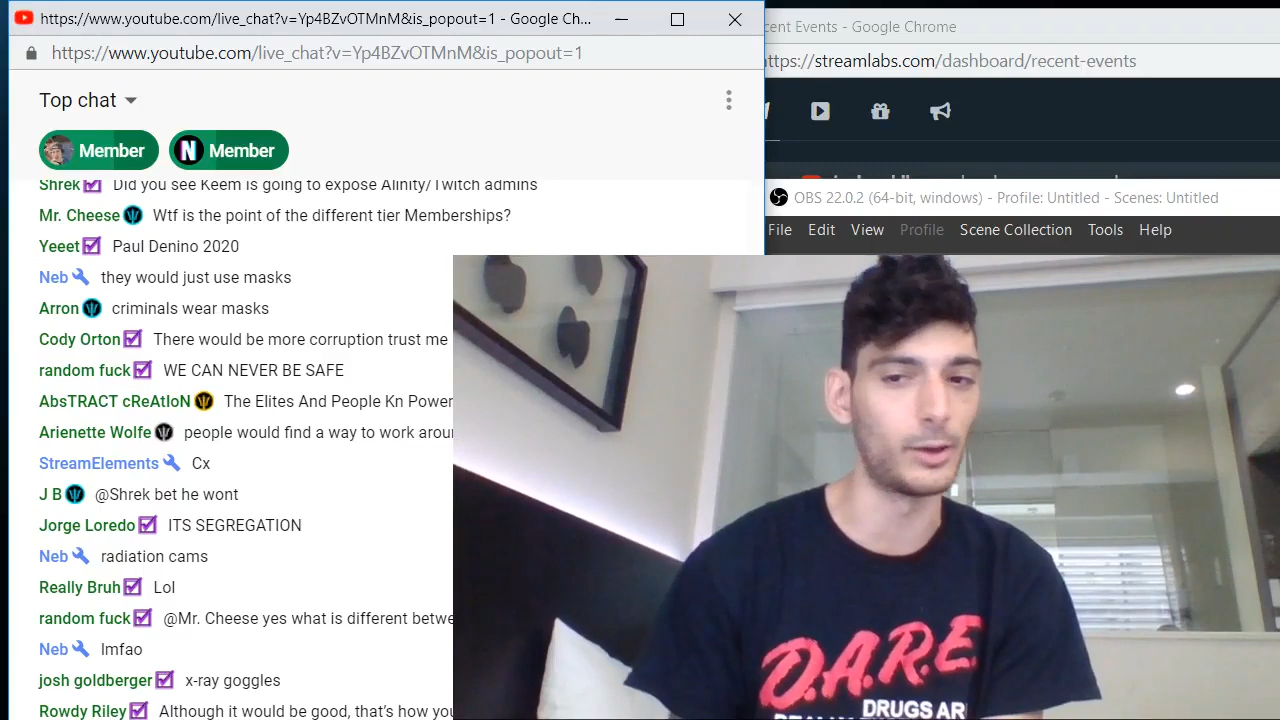 https://www.youtube.com/live_chat?v=Yp4BZvOTMnM&is_popout=1 - Google Ch...
https://www.youtube.com/live_chat?v=Yp4BZvOTMnM&is_popout=1
Top chat
Member
N Member
Shrek Did you see Keem is going to expose Alinity/Twitch admins
Mr. Cheese Wtf is the point of the different tier Memberships?
Yeeet Paul Denino 2020
Neb they would just use masks
Arron criminals wear masks
Cody Orton There would be more corruption trust me
random fuck WE CAN NEVER BE SAFE
AbsTRACT cReAtIoN The Elites And People Kn Power
Arienette Wolfe people would find a way to work arou
StreamElements Cx
J B @Shrek bet he wont
Jorge Loredo ITS SEGREGATION
Neb radiation cams
Really Bruh Lol
random fuck @Mr. Cheese yes what is different betwe
Neb lmfao
josh goldberger x-ray goggles
Rowdy Riley Although it would be good, that's how you
cent Events - Google Chrome
ttps://streamlabs.com/dashboard/recent-events
OBS 22.0.2 (64-bit, windows) - Profile: Untitled - Scenes: Untitled
File Edit View Profile Scene Collection Tools Help
D.A.R.E.
DRUGS AR